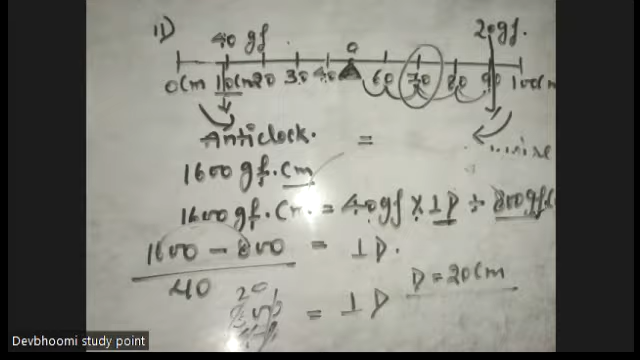 11) 40 gf 20gf.
0
0cm 10cm 20 30 40 60 70 80 90 100cm
Anticlock. =
1600 gf.cm
1600 gf.cm. = 40gf x ⊥D + 800gf
1600 - 800 = ⊥D.
40
D = 20cm
20
= ⊥D
Devbhoomi study point